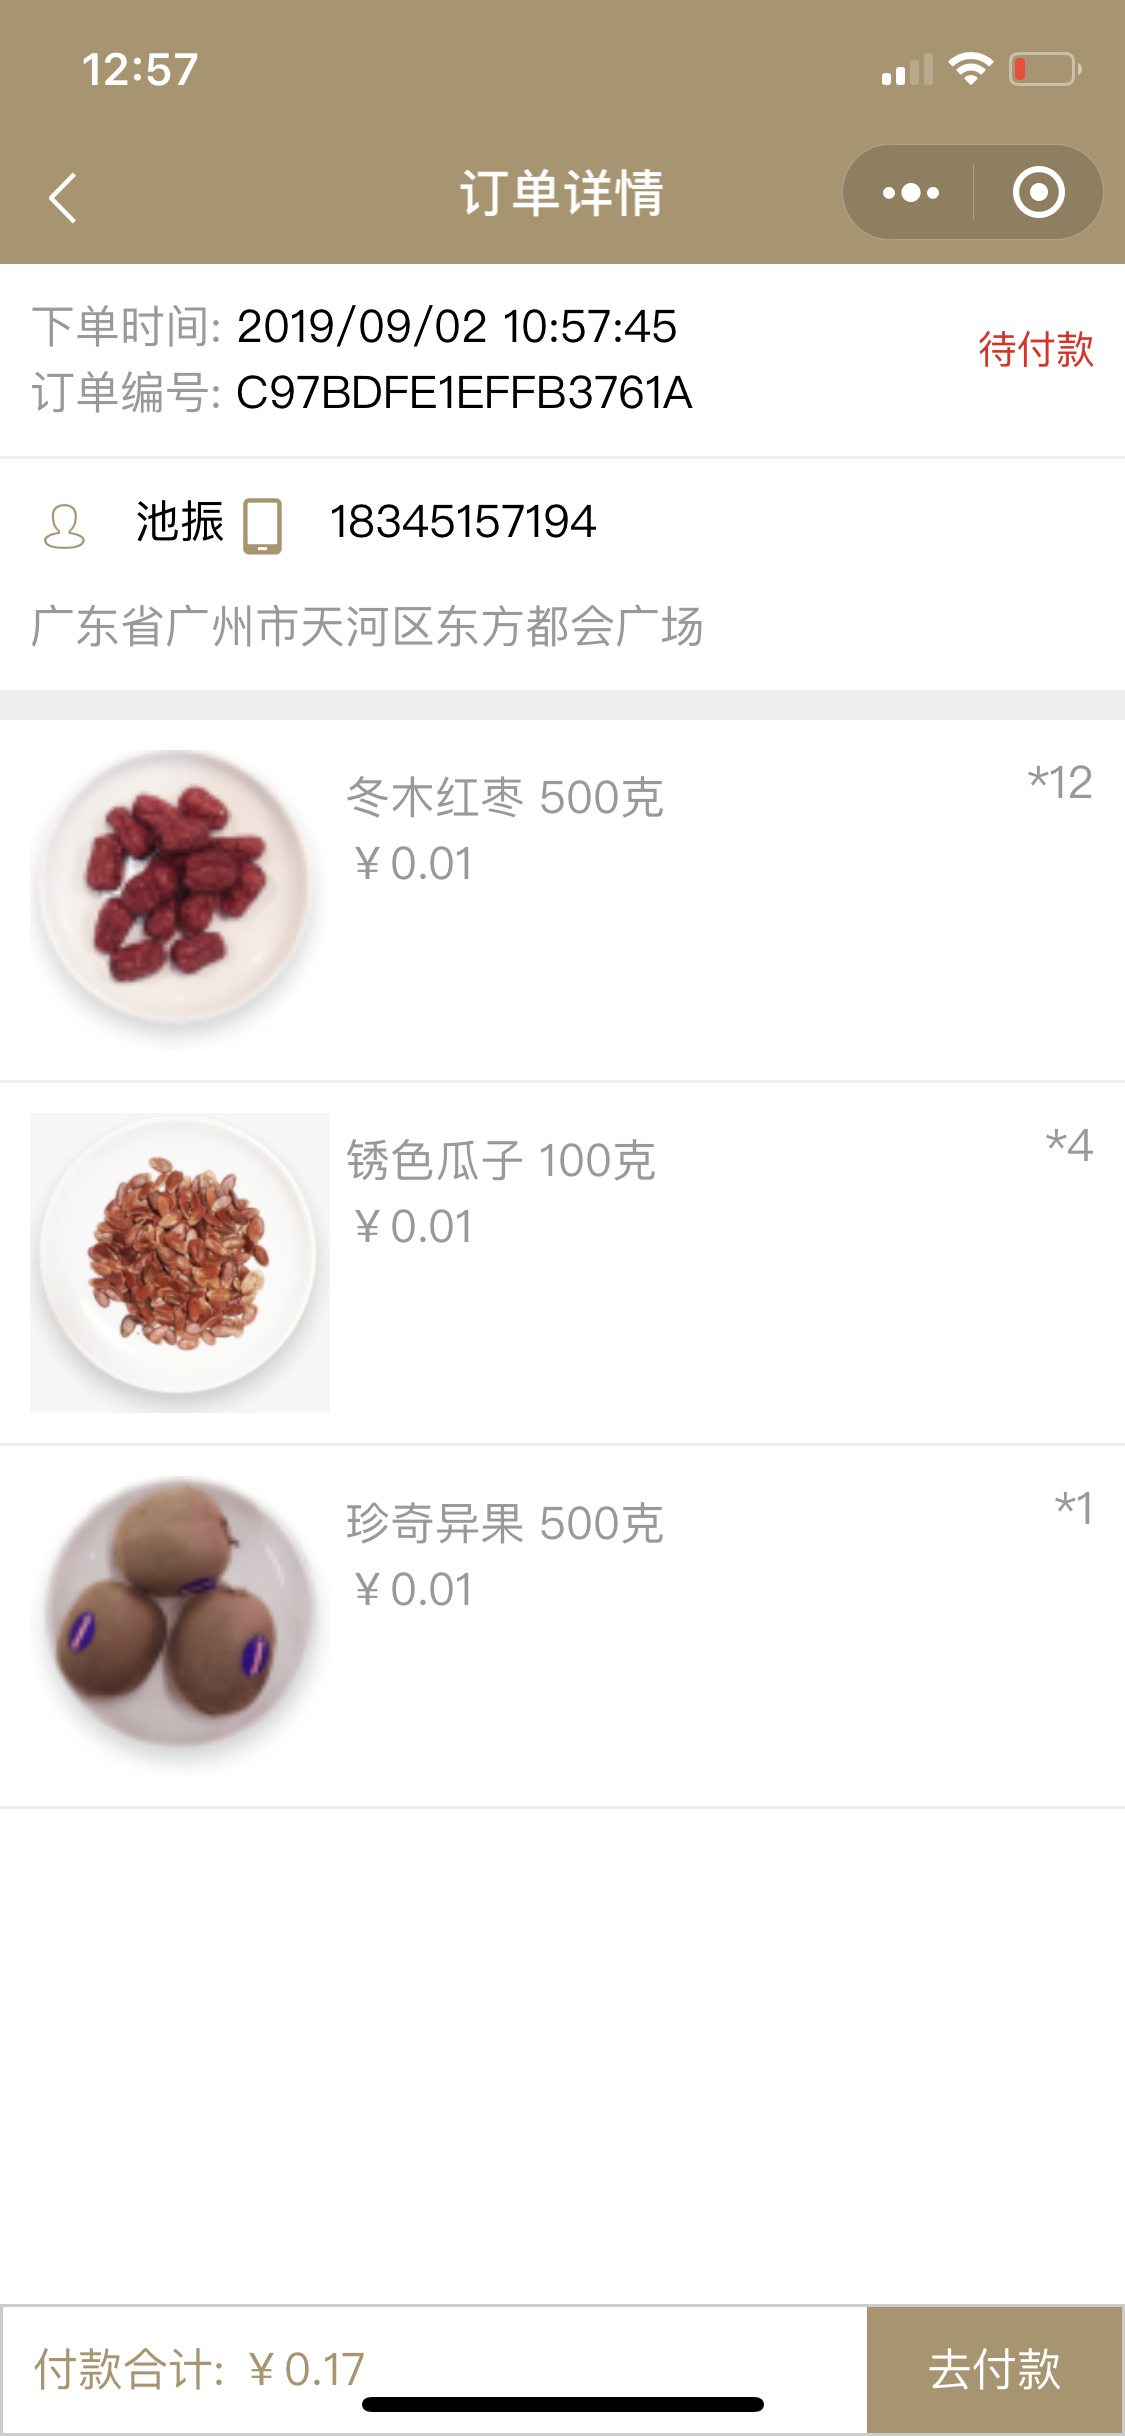 12:57
订单详情
下单时间: 2019/09/02 10:57:45
待付款
订单编号: C97BDFE1EFFB3761A
池振 18345157194
广东省广州市天河区东方都会广场
冬木红枣 500克
*12
¥0.01
锈色瓜子 100克
*4
¥0.01
珍奇异果 500克
*1
¥0.01
付款合计: ¥0.17
去付款